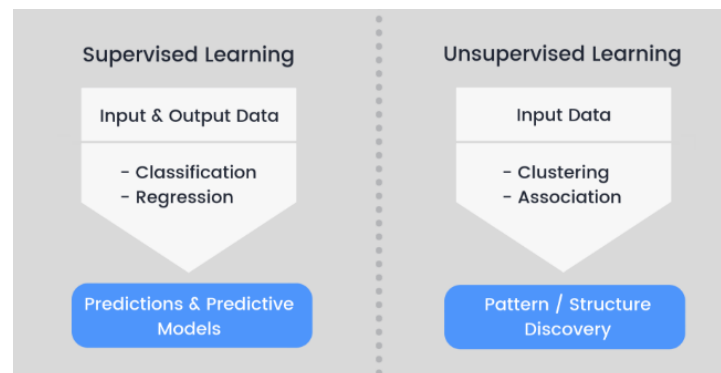 Supervised Learning
Input & Output Data
- Classification
- Regression
Predictions & Predictive
Models
Unsupervised Learning
Input Data
- Clustering
- Association
Pattern / Structure
Discovery